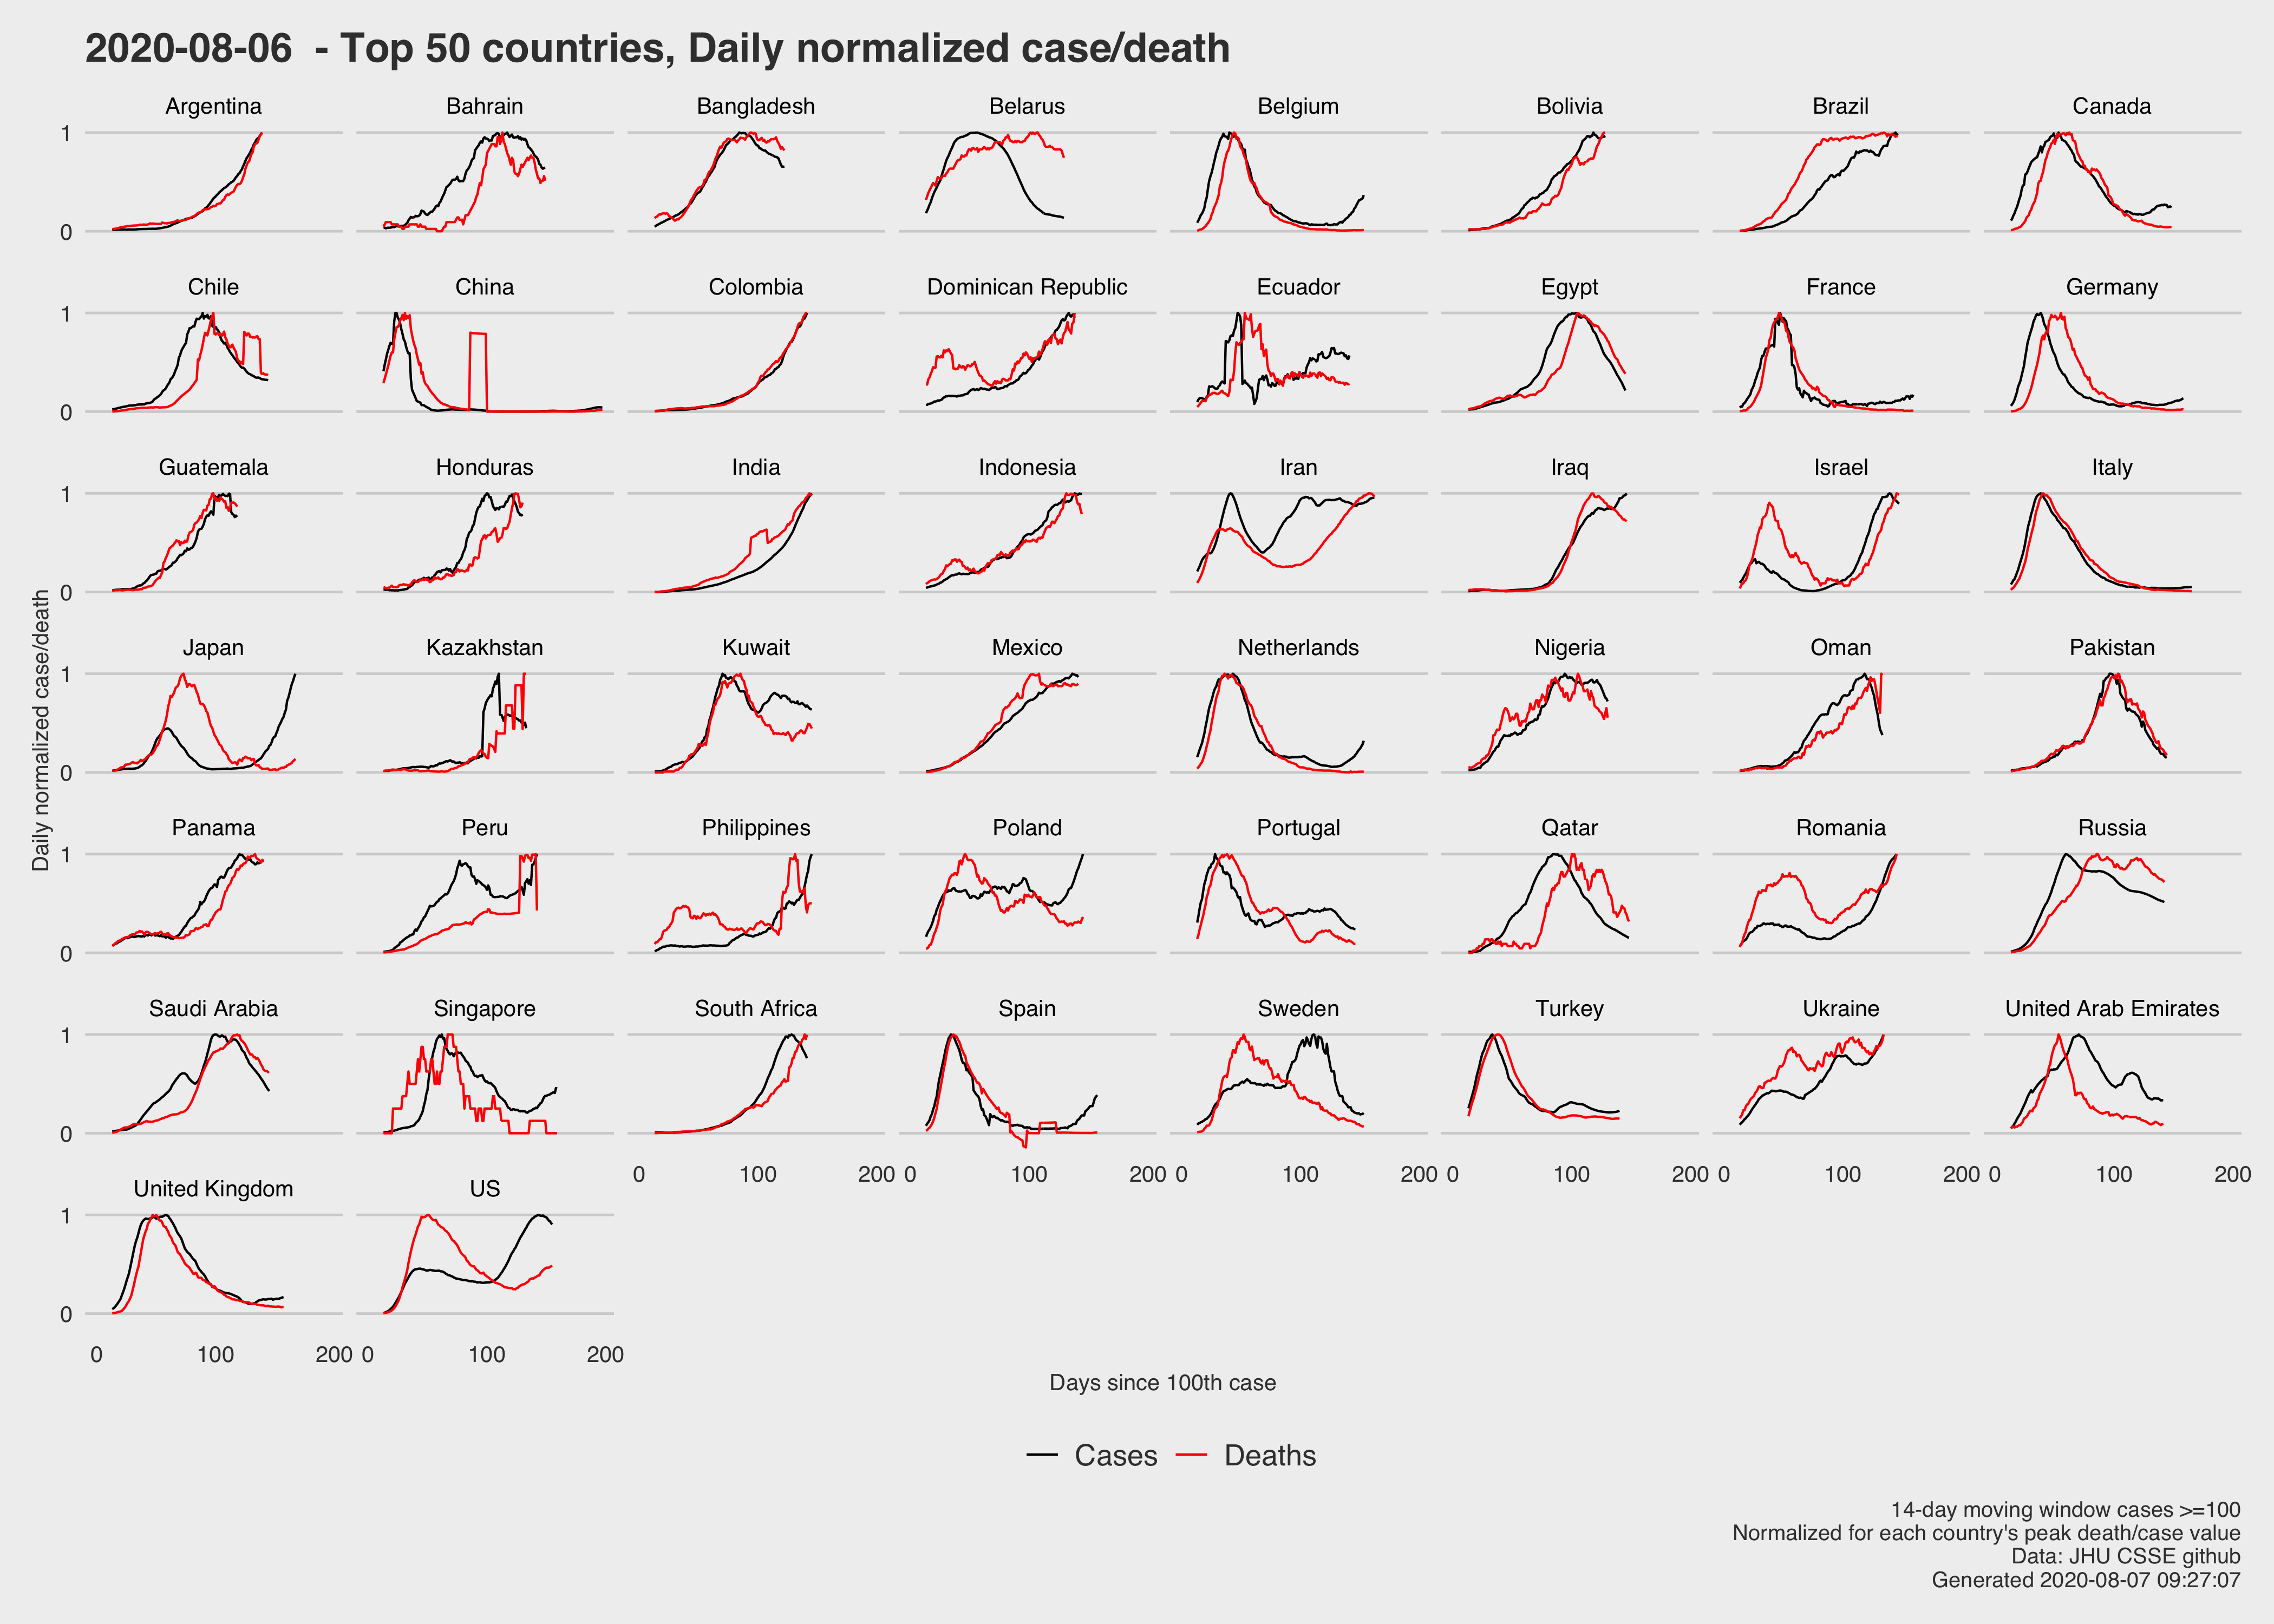 2020-08-06 - Top 50 countries, Daily normalized case/death
Argentina Bahrain Bangladesh Belarus Belgium Bolivia Brazil Canada
1
0
Chile China Colombia Dominican Republic Ecuador Egypt France Germany
1
0
Guatemala Honduras India Indonesia Iran Iraq Israel Italy
1
0
Daily normalized case/death
Japan Kazakhstan Kuwait Mexico Netherlands Nigeria Oman Pakistan
1
0
Panama Peru Philippines Poland Portugal Qatar Romania Russia
1
0
Saudi Arabia Singapore South Africa Spain Sweden Turkey Ukraine United Arab Emirates
1
0
0 100 200 0 100 200 0 100 200 0 100 200 0 100 200 0 100 200
United Kingdom US
1
0
0 100 200 0 100 200
Days since 100th case
Cases Deaths
14-day moving window cases >=100
Normalized for each country's peak death/case value
Data: JHU CSSE github
Generated 2020-08-07 09:27:07